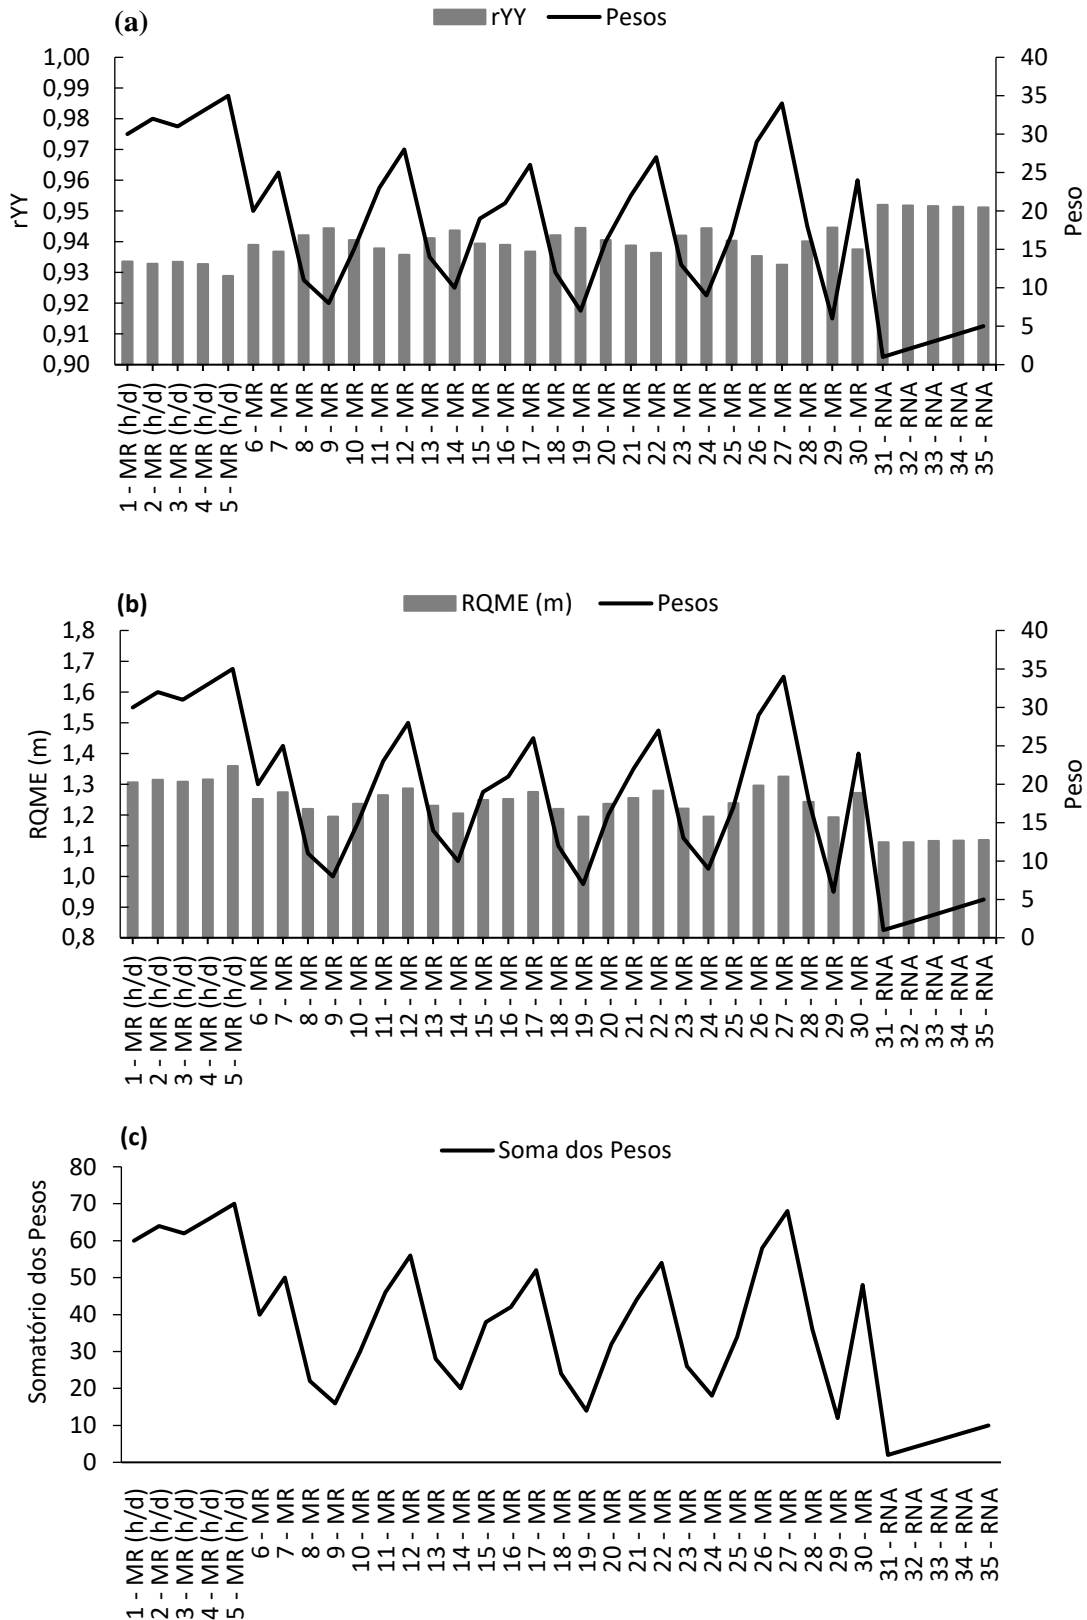 (a)
rYY
Pesos
1,00
0,99
0,98
0,97
0,96
0,95
0,94
0,93
0,92
0,91
0,90
rYY
40
35
30
25
20
15
10
5
0
Peso
1 - MR (h/d)
2 - MR (h/d)
3 - MR (h/d)
4 - MR (h/d)
5 - MR (h/d)
6 - MR
7 - MR
8 - MR
9 - MR
10 - MR
11 - MR
12 - MR
13 - MR
14 - MR
15 - MR
16 - MR
17 - MR
18 - MR
19 - MR
20 - MR
21 - MR
22 - MR
23 - MR
24 - MR
25 - MR
26 - MR
27 - MR
28 - MR
29 - MR
30 - MR
31 - RNA
32 - RNA
33 - RNA
34 - RNA
35 - RNA
(b)
RQME (m)
Pesos
1,8
1,7
1,6
1,5
1,4
1,3
1,2
1,1
1,0
0,9
0,8
RQME (m)
40
35
30
25
20
15
10
5
0
Peso
1 - MR (h/d)
2 - MR (h/d)
3 - MR (h/d)
4 - MR (h/d)
5 - MR (h/d)
6 - MR
7 - MR
8 - MR
9 - MR
10 - MR
11 - MR
12 - MR
13 - MR
14 - MR
15 - MR
16 - MR
17 - MR
18 - MR
19 - MR
20 - MR
21 - MR
22 - MR
23 - MR
24 - MR
25 - MR
26 - MR
27 - MR
28 - MR
29 - MR
30 - MR
31 - RNA
32 - RNA
33 - RNA
34 - RNA
35 - RNA
(c)
Soma dos Pesos
80
70
60
50
40
30
20
10
0
Somatório dos Pesos
1 - MR (h/d)
2 - MR (h/d)
3 - MR (h/d)
4 - MR (h/d)
5 - MR (h/d)
6 - MR
7 - MR
8 - MR
9 - MR
10 - MR
11 - MR
12 - MR
13 - MR
14 - MR
15 - MR
16 - MR
17 - MR
18 - MR
19 - MR
20 - MR
21 - MR
22 - MR
23 - MR
24 - MR
25 - MR
26 - MR
27 - MR
28 - MR
29 - MR
30 - MR
31 - RNA
32 - RNA
33 - RNA
34 - RNA
35 - RNA